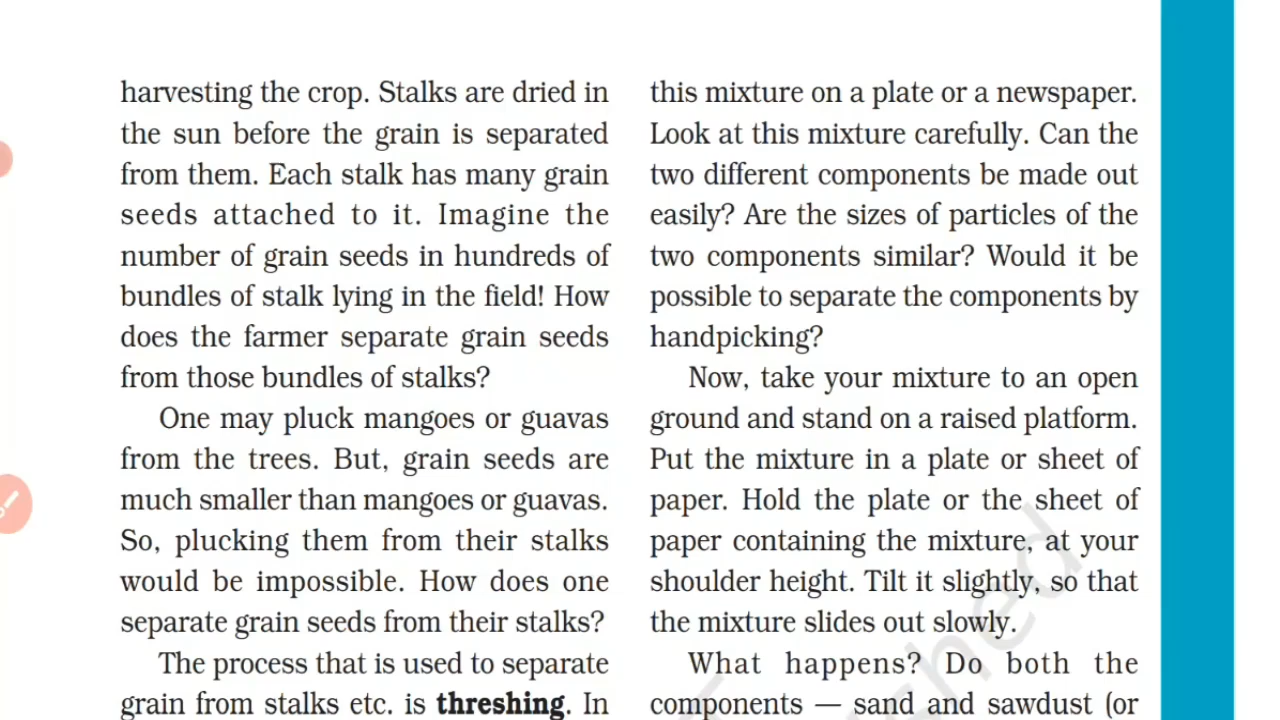 harvesting the crop. Stalks are dried in
the sun before the grain is separated
from them. Each stalk has many grain
seeds attached to it. Imagine the
number of grain seeds in hundreds of
bundles of stalk lying in the field! How
does the farmer separate grain seeds
from those bundles of stalks?
One may pluck mangoes or guavas
from the trees. But, grain seeds are
much smaller than mangoes or guavas.
So, plucking them from their stalks
would be impossible. How does one
separate grain seeds from their stalks?
The process that is used to separate
grain from stalks etc. is threshing. In
this mixture on a plate or a newspaper.
Look at this mixture carefully. Can the
two different components be made out
easily? Are the sizes of particles of the
two components similar? Would it be
possible to separate the components by
handpicking?
Now, take your mixture to an open
ground and stand on a raised platform.
Put the mixture in a plate or sheet of
paper. Hold the plate or the sheet of
paper containing the mixture, at your
shoulder height. Tilt it slightly, so that
the mixture slides out slowly.
What happens? Do both the
components — sand and sawdust (or